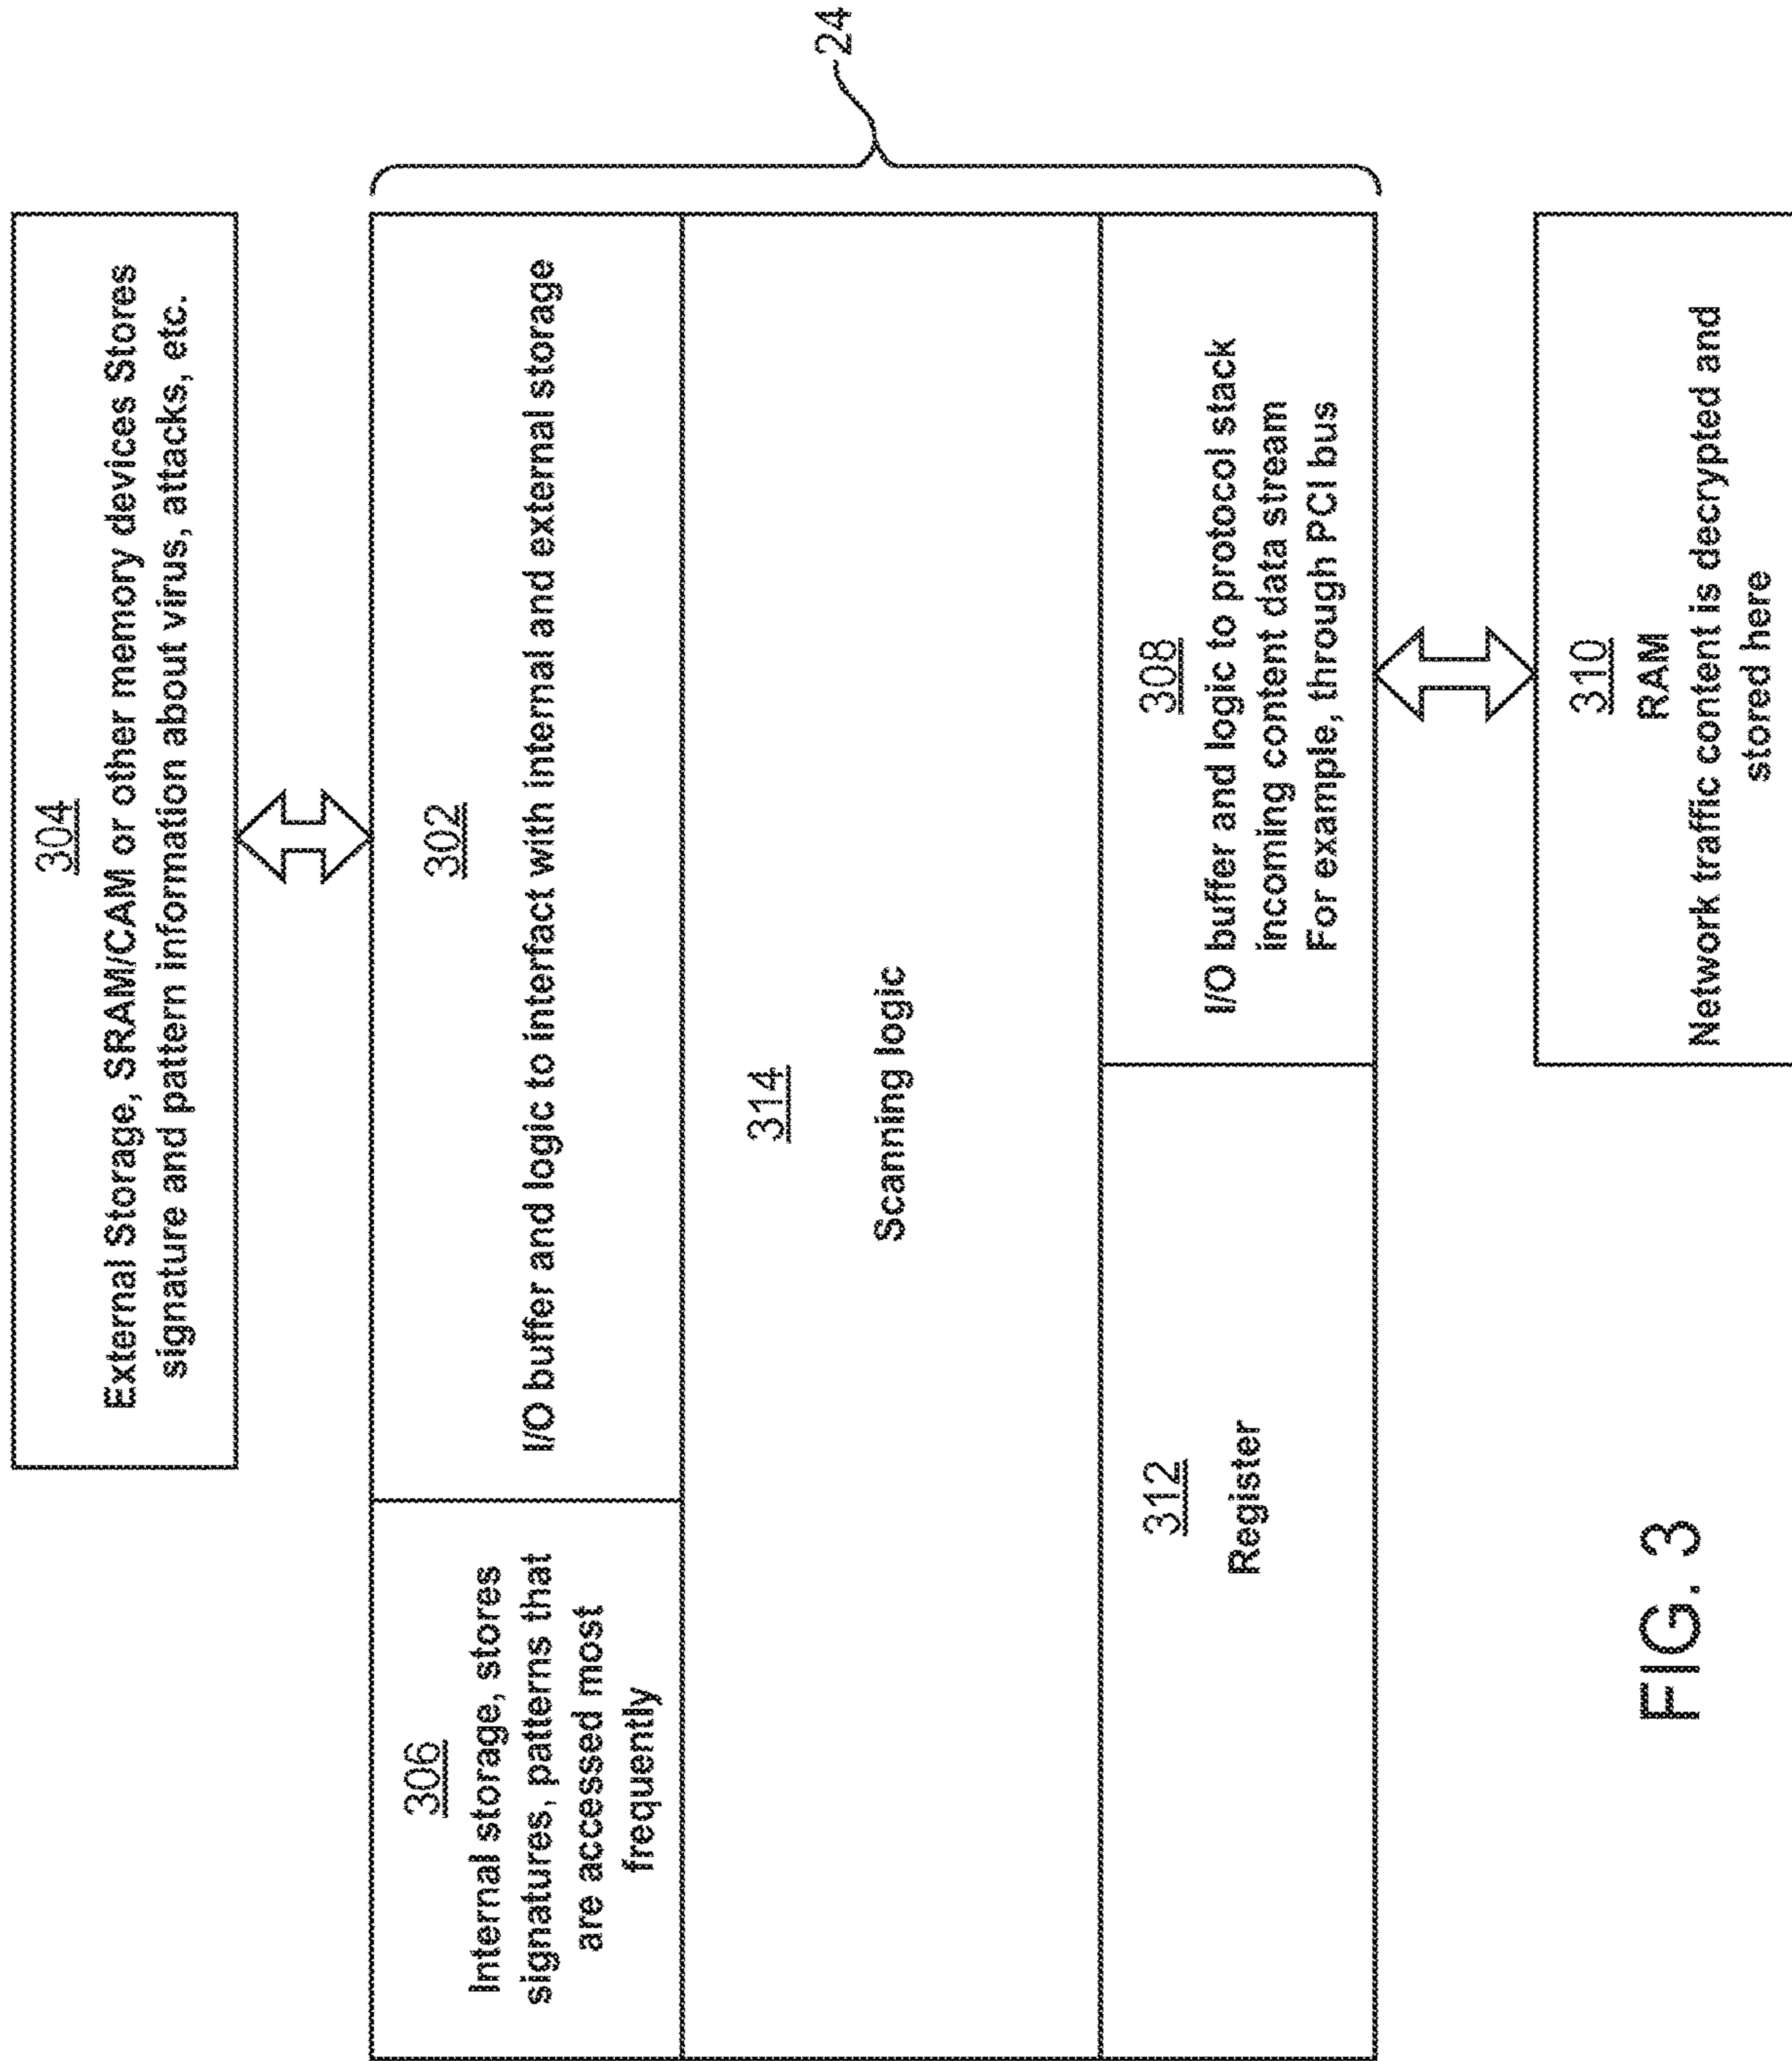 304
External Storage, SRAM/CAM or other memory devices Stores
signature and pattern information about virus, attacks, etc.
306
Internal storage, stores
signatures, patterns that
are accessed most
frequently
302
I/O buffer and logic to interfact with internal and external storage
314
Scanning logic
24
312
Register
308
I/O buffer and logic to protocol stack
incoming content data stream
For example, through PCI bus
310
RAM
Network traffic content is decrypted and
stored here
FIG. 3